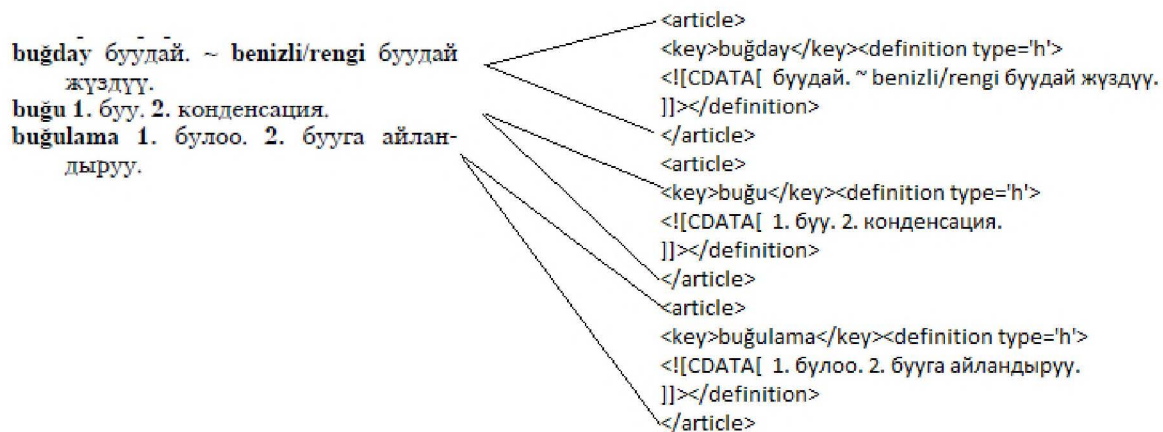 buğday буудай. ~ benizli/rengi буудай
жүздүү.
buğu 1. буу. 2. конденсация.
buğulama 1. булоо. 2. бууга айлан-
дыруу.
<article>
<key>buğday</key><definition type='h'>
<![CDATA[ буудай. ~ benizli/rengi буудай жүздүү.
]]></definition>
</article>
<article>
<key>buğu</key><definition type='h'>
<![CDATA[ 1. буу. 2. конденсация.
]]></definition>
</article>
<article>
<key>buğulama</key><definition type='h'>
<![CDATA[ 1. булоо. 2. бууга айландыруу.
]]></definition>
</article>